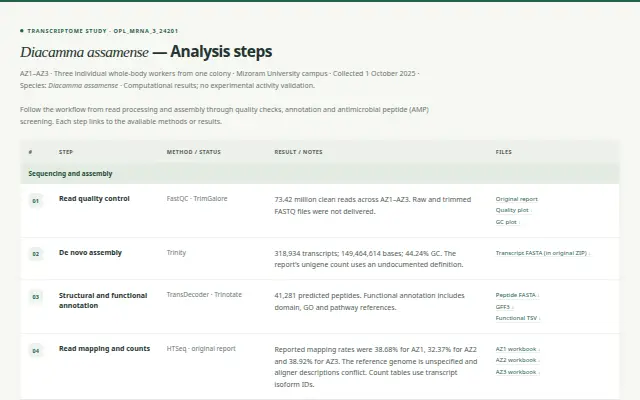 TRANSCRIPTOME STUDY · OPL_MRNA_3_24201
Diacamma assamense — Analysis steps
AZ1–AZ3 · Three individual whole-body workers from one colony · Mizoram University campus · Collected 1 October 2025 ·
Species: Diacamma assamense · Computational results; no experimental activity validation.
Follow the workflow from read processing and assembly through quality checks, annotation and antimicrobial peptide (AMP)
screening. Each step links to the available methods or results.
# STEP METHOD / STATUS RESULT / NOTES FILES
Sequencing and assembly
01 Read quality control FastQC · TrimGalore 73.42 million clean reads across AZ1–AZ3. Raw and trimmed Original report
FASTQ files were not delivered. Quality plot ↓
GC plot ↓
02 De novo assembly Trinity 318,934 transcripts; 149,464,614 bases; 44.24% GC. The Transcript FASTA (in original ZIP) ↓
report's unigene count uses an undocumented definition.
03 Structural and functional TransDecoder · Trinotate 41,281 predicted peptides. Functional annotation includes Peptide FASTA ↓
annotation domain, GO and pathway references. GFF3 ↓
Functional TSV ↓
04 Read mapping and counts HTSeq · original report Reported mapping rates were 38.68% for AZ1, 32.37% for AZ2 AZ1 workbook ↓
and 38.92% for AZ3. The reference genome is unspecified and AZ2 workbook ↓
aligner descriptions conflict. Count tables use transcript AZ3 workbook ↓
isoform IDs.